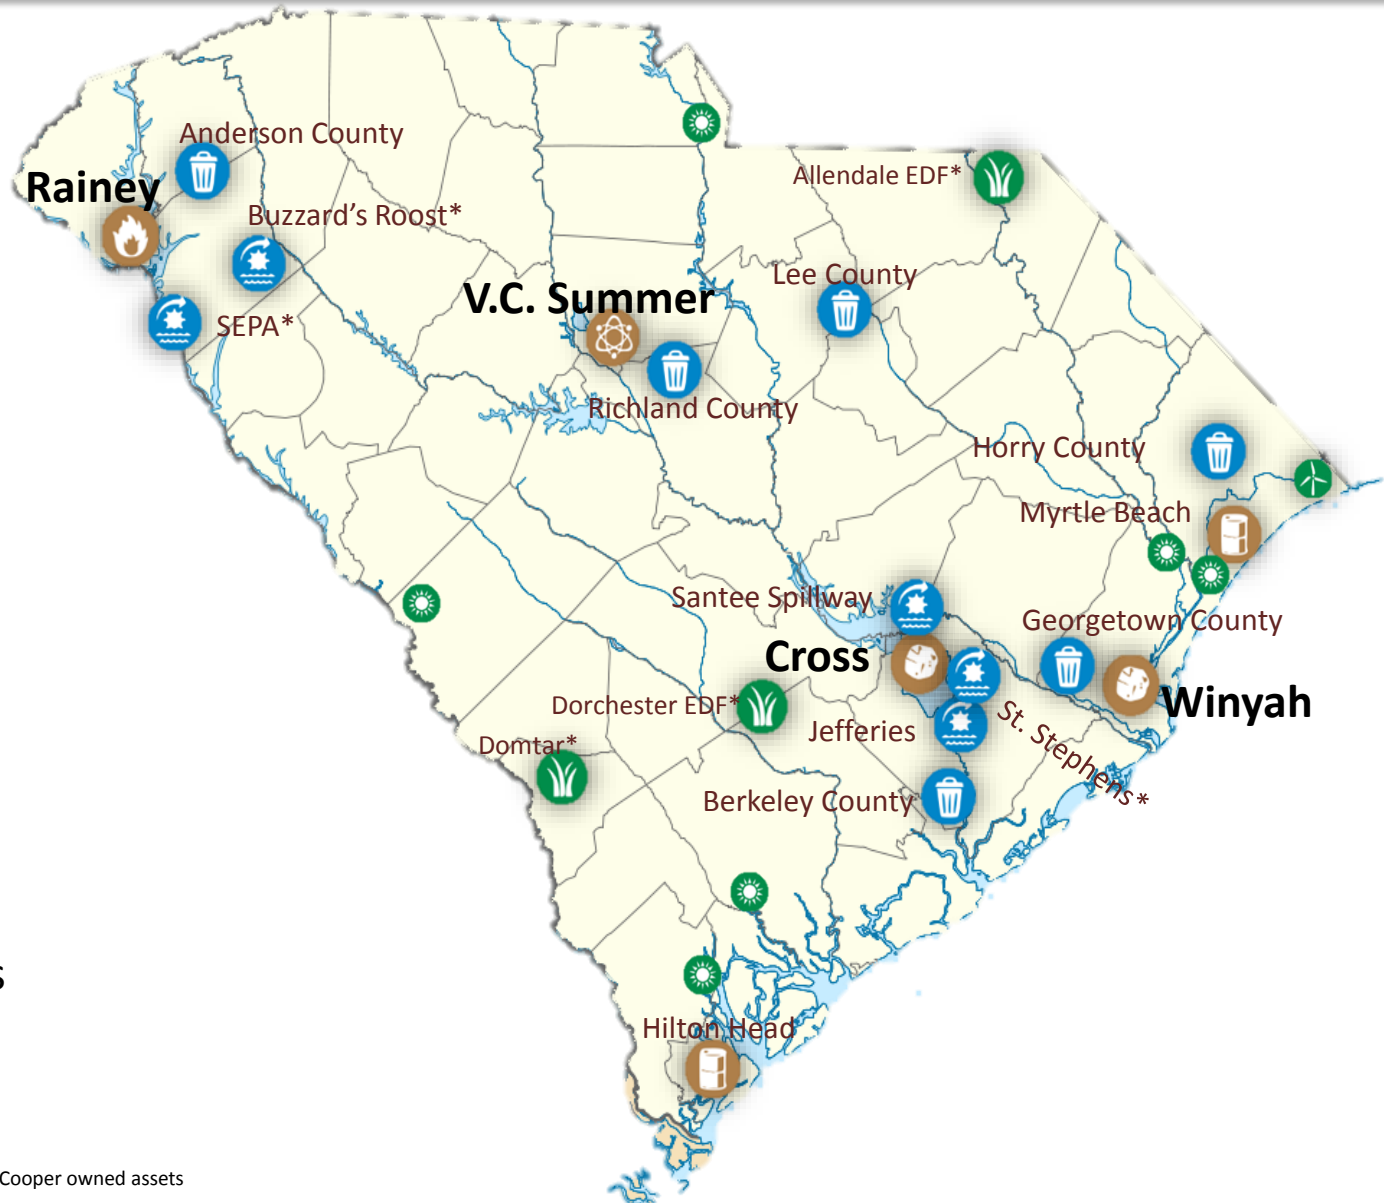 Anderson County
Rainey
Allendale EDF*
Buzzard's Roost*
Lee County
V.C. Summer
SEPA*
Richland County
Horry County
Myrtle Beach
Santee Spillway
Georgetown County
Cross
Winyah
Dorchester EDF*
Jefferies
St. Stephens*
Domtar*
Berkeley County
s
Hilton Head
Cooper owned assets